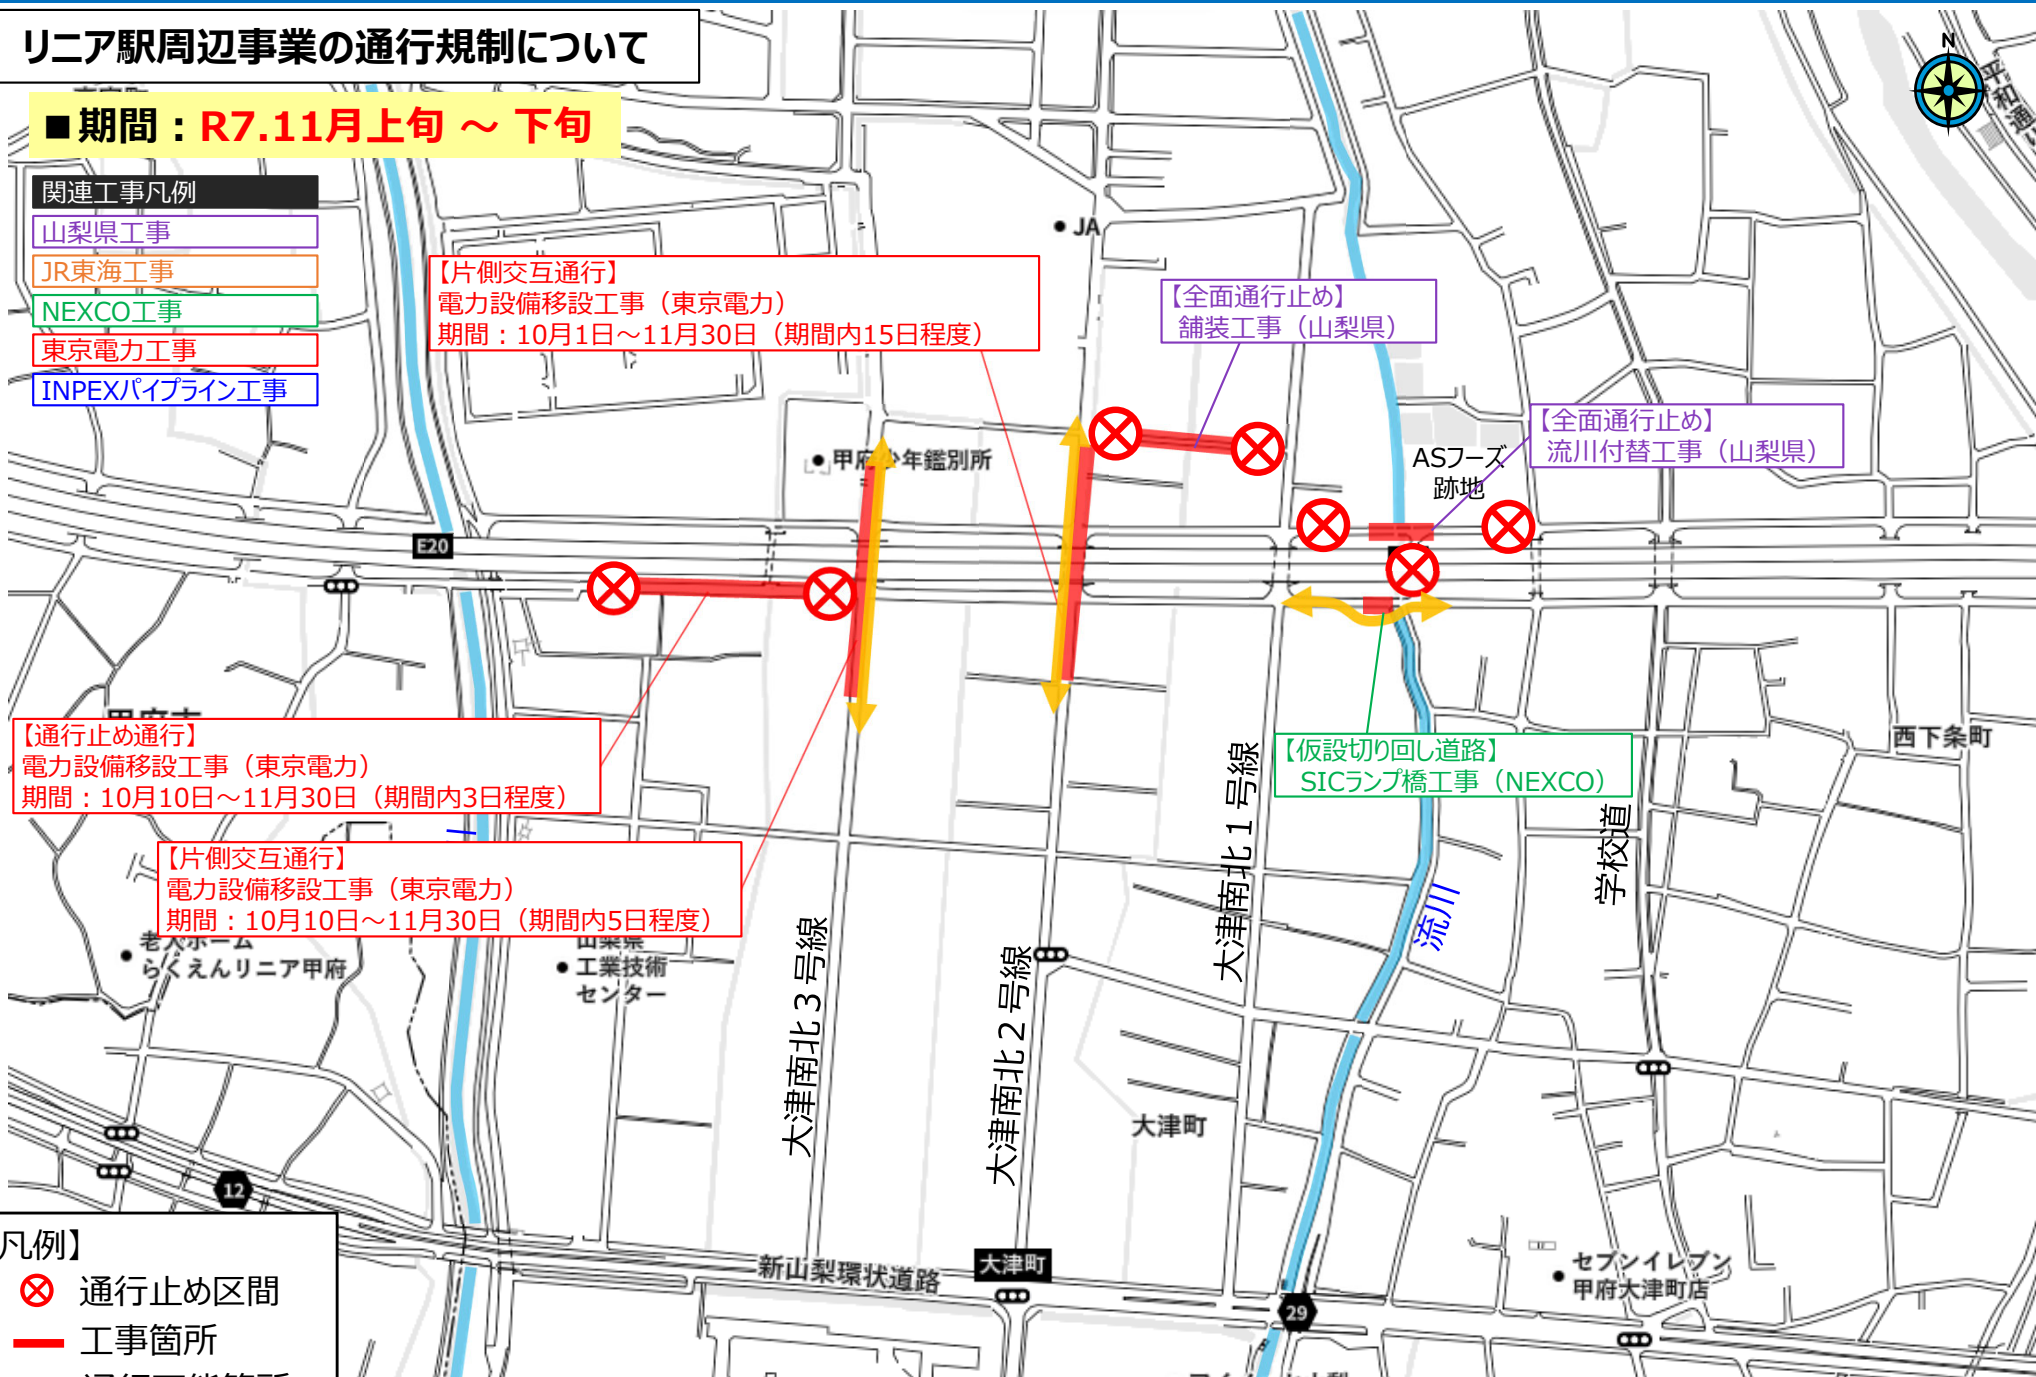 リニア駅周辺事業の通行規制について
■期間：R7.11月上旬 ～ 下旬
関連工事凡例
山梨県工事
JR東海工事
NEXCO工事
東京電力工事
INPEXパイプライン工事
N
平和通り
JA
【片側交互通行】
電力設備移設工事（東京電力）
期間：10月1日～11月30日（期間内15日程度）
【全面通行止め】
舗装工事（山梨県）
【全面通行止め】
流川付替工事（山梨県）
ASフーズ
跡地
甲府少年鑑別所
E20
【通行止め通行】
電力設備移設工事（東京電力）
期間：10月10日～11月30日（期間内3日程度）
【片側交互通行】
電力設備移設工事（東京電力）
期間：10月10日～11月30日（期間内5日程度）
【仮設切り回し道路】
SICランプ橋工事（NEXCO）
西下条町
学校道
流川
大津南北１号線
大津南北２号線
大津南北３号線
老人ホーム
らくえんリニア甲府
山梨県
工業技術
センター
大津町
12
新山梨環状道路
大津町
29
セブンイレブン
甲府大津町店
凡例】
通行止め区間
工事箇所